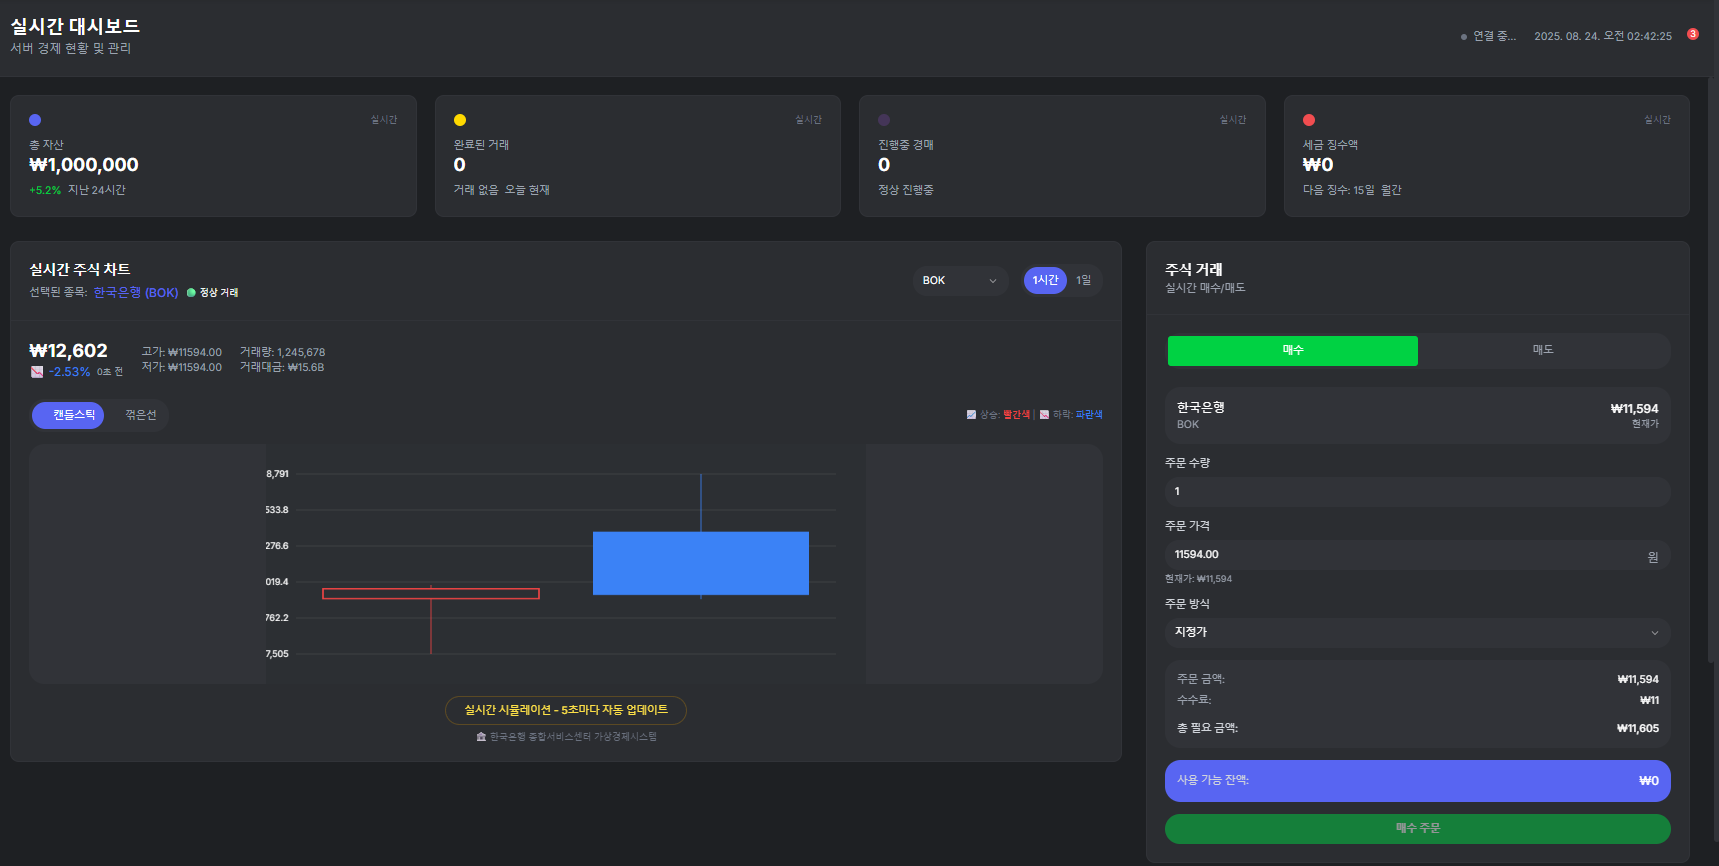 실시간 대시보드
서버 경제 현황 및 관리
연결 중...
2025. 08. 24. 오전 02:42:25
3
실시간
총 자산
₩1,000,000
+5.2% 지난 24시간
실시간
완료된 거래
0
거래 없음 오늘 현재
실시간
진행중 경매
0
정상 진행중
실시간
세금 징수액
₩0
다음 징수: 15일 월간
실시간 주식 차트
선택된 종목: 한국은행 (BOK) 정상 거래
BOK
1시간
1일
₩12,602
-2.53% 0초 전
고가: ₩11594.00
저가: ₩11594.00
거래량: 1,245,678
거래대금: ₩15.6B
캔들스틱
꺾은선
상승: 빨간색 | 하락: 파란색
8,791
533.8
276.6
019.4
762.2
7,505
실시간 시뮬레이션 - 5초마다 자동 업데이트
한국은행 종합서비스센터 가상경제시스템
주식 거래
실시간 매수/매도
매수
매도
한국은행
BOK
₩11,594
현재가
주문 수량
1
주문 가격
11594.00
원
현재가: ₩11,594
주문 방식
지정가
주문 금액: ₩11,594
수수료: ₩11
총 필요 금액: ₩11,605
사용 가능 잔액: ₩0
매수 주문